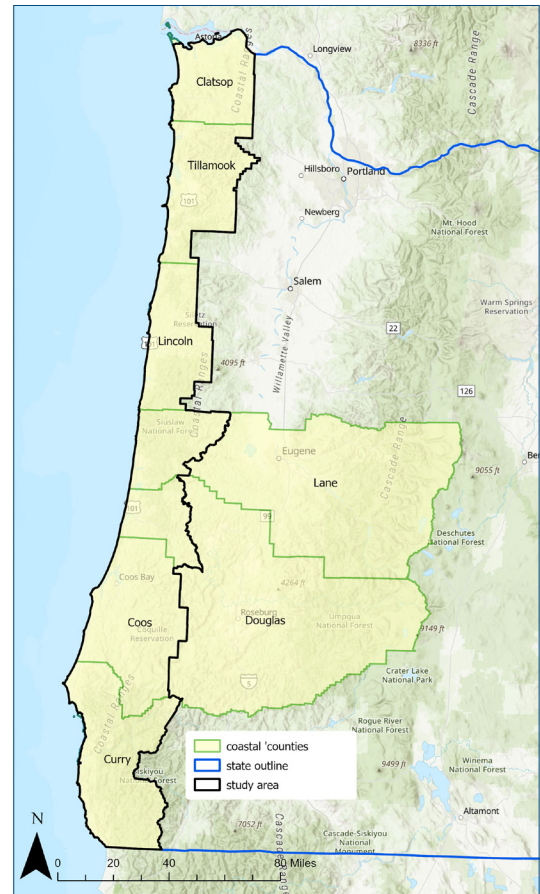 Astoria
Longview
8336 ft
Coastal Ranges
Cascade Range
Clatsop
Tillamook
Hillsboro
Portland
101
Newberg
Mt. Hood
National Forest
Salem
Siletz
Reservation
Warm Springs
Reservation
Willamette Valley
22
Lincoln
101
4095 ft
Coastal Ranges
126
Siuslaw
National Forest
Cascade Range
Eugene
Lane
9055 ft
101
99
Deschutes
National Forest
Coos Bay
4264 ft
Coos
Roseburg
Umpqua
National Forest
Coquille
Reservation
Douglas
9149 ft
Crater Lake
National Park
5
Coastal Ranges
Rogue River
National Forest
coastal 'counties
state outline
study area
Curry
Siskiyou
National Forest
9499 ft
Winema
National Forest
Altamont
7052 ft
Cascade-Siskiyou
National
Monument
N
0 20 40 80 Miles